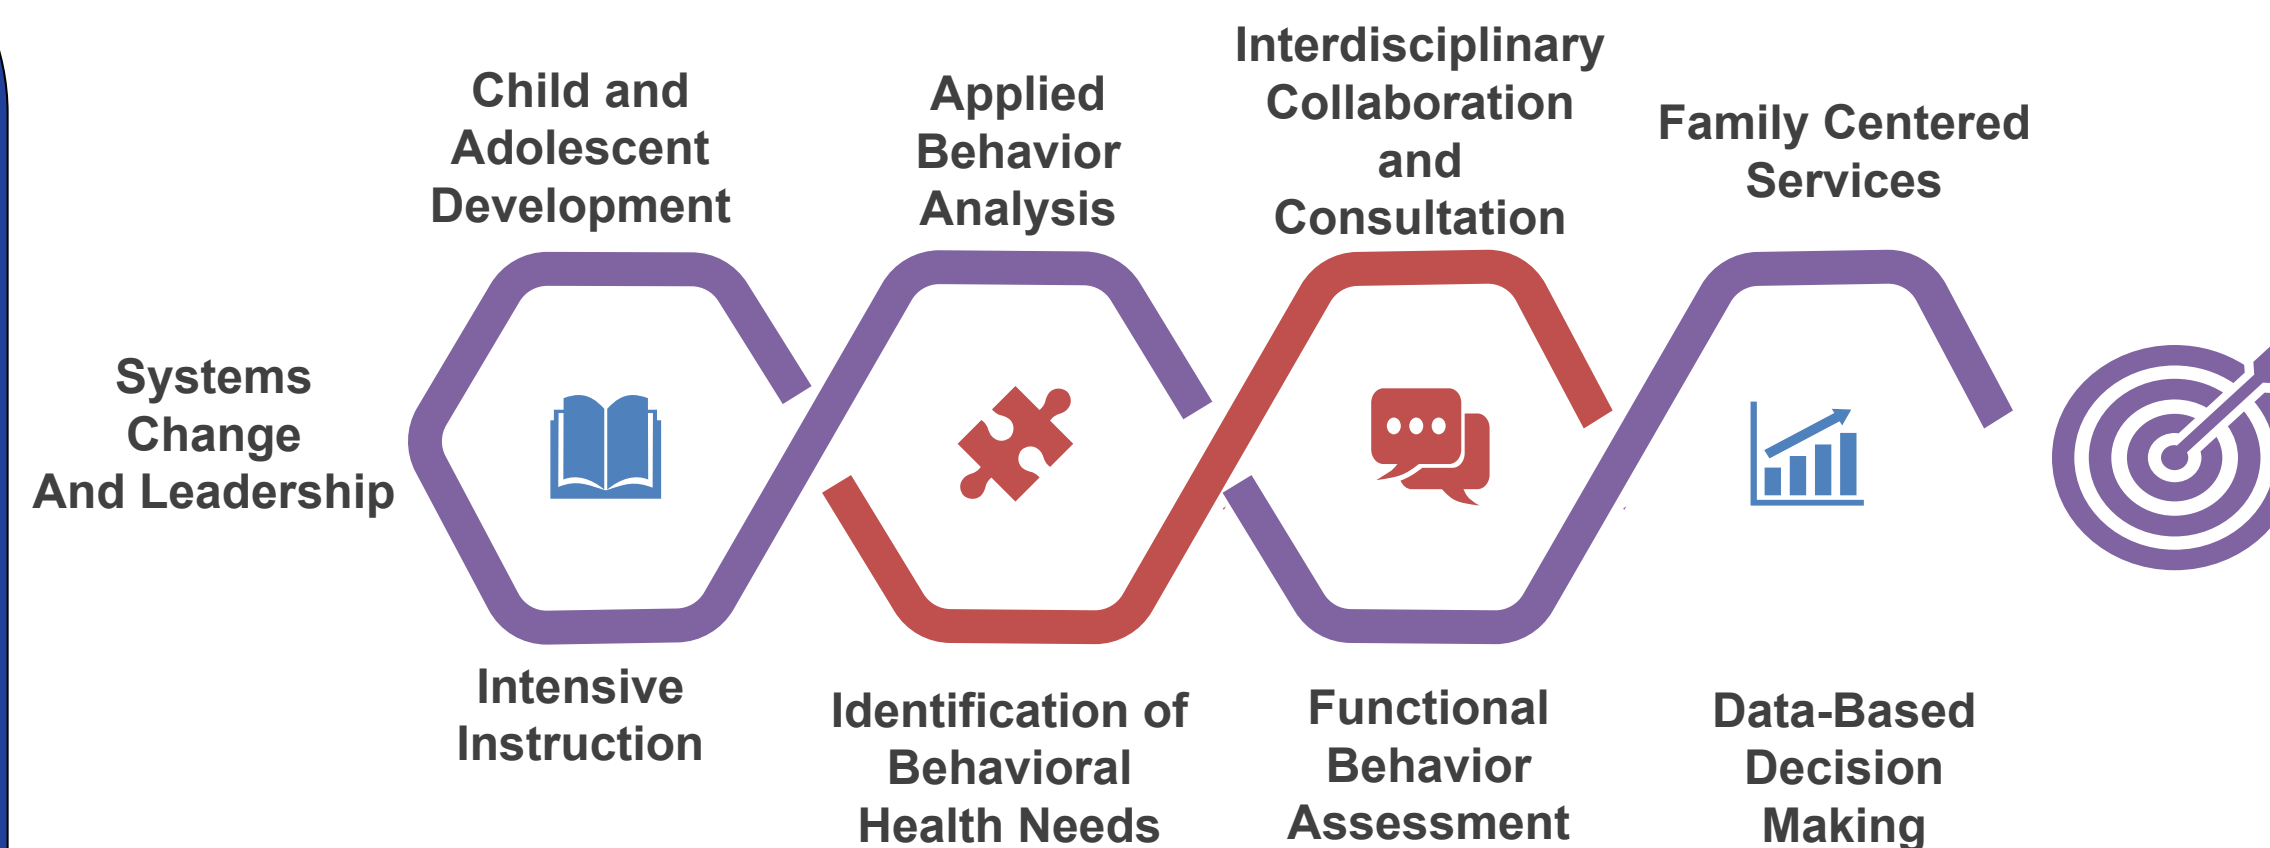 Systems
Change
And Leadership
Child and
Adolescent
Development
Applied
Behavior
Analysis
Interdisciplinary
Collaboration
and
Consultation
Family Centered
Services
Intensive
Instruction
Identification of
Behavioral
Health Needs
Functional
Behavior
Assessment
Data-Based
Decision
Making